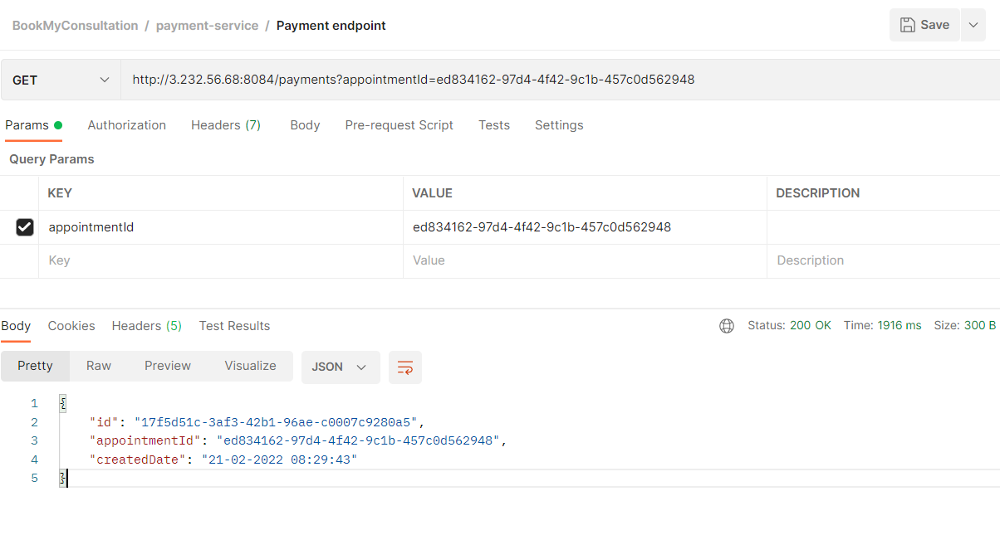 BookMyConsultation / payment-service / Payment endpoint
Save
GET
http://3.232.56.68:8084/payments?appointmentId=ed834162-97d4-4f42-9c1b-457c0d562948
Params Authorization Headers (7) Body Pre-request Script Tests Settings
Query Params
KEY VALUE DESCRIPTION
appointmentId ed834162-97d4-4f42-9c1b-457c0d562948
Key Value Description
Body Cookies Headers (5) Test Results Status: 200 OK Time: 1916 ms Size: 300 B
Pretty Raw Preview Visualize JSON
1 {
2 "id": "17f5d51c-3af3-42b1-96ae-c0007c9280a5",
3 "appointmentId": "ed834162-97d4-4f42-9c1b-457c0d562948",
4 "createdDate": "21-02-2022 08:29:43"
5 }